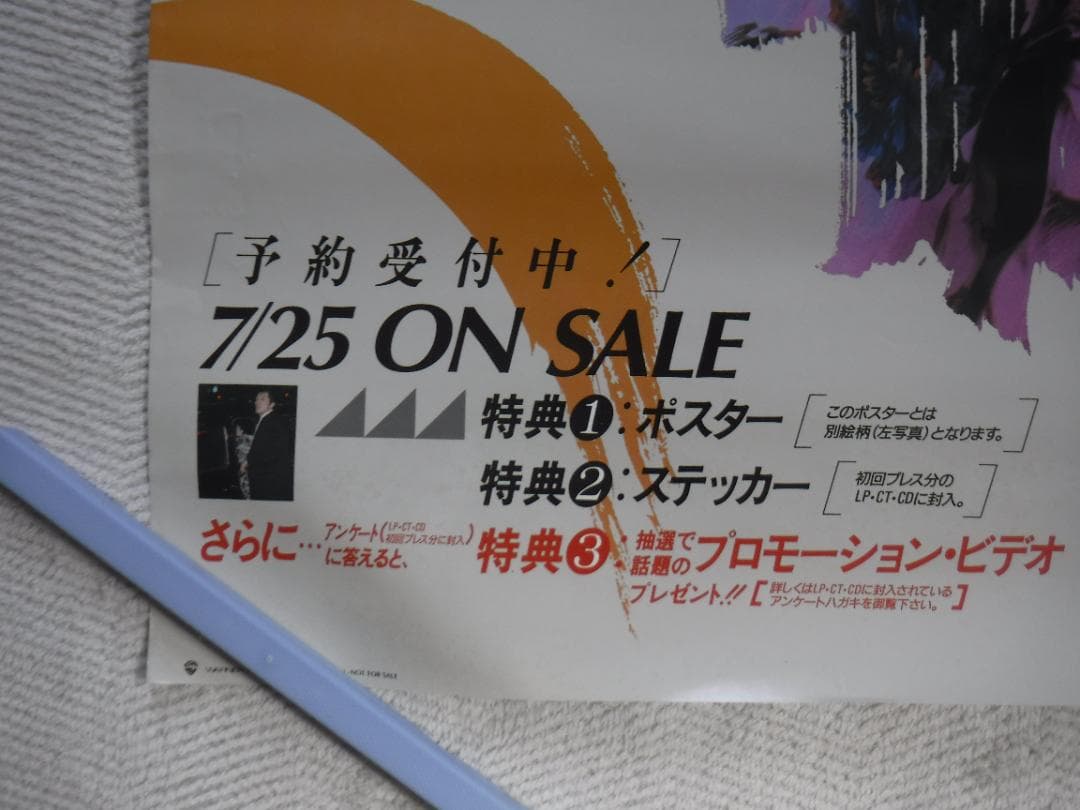 [予約受付中!]
7/25 ON SALE
特典❶:ポスター [このポスターとは
別絵柄(左写真)となります。]
特典❷:ステッカー [初回プレス分の
LP・CT・CDに封入。]
さらに…アンケート(LP・CT・CD
初回プレス分に封入)
に答えると、
特典❸:抽選で
話題のプロモーション・ビデオ
プレゼント!![詳しくはLP・CT・CDに封入されている
アンケートハガキを御覧下さい。]
NOT FOR SALE